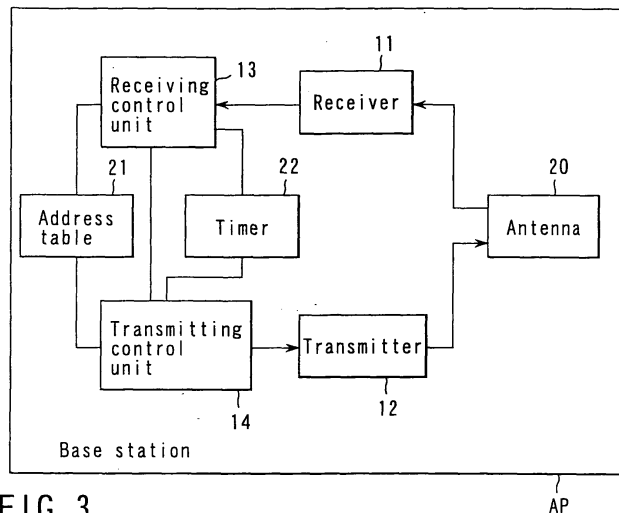 13
Receiving
control
unit
11
Receiver
21
Address
table
22
Timer
20
Antenna
Transmitting
control
unit
14
Transmitter
12
Base station
AP
FIG. 3